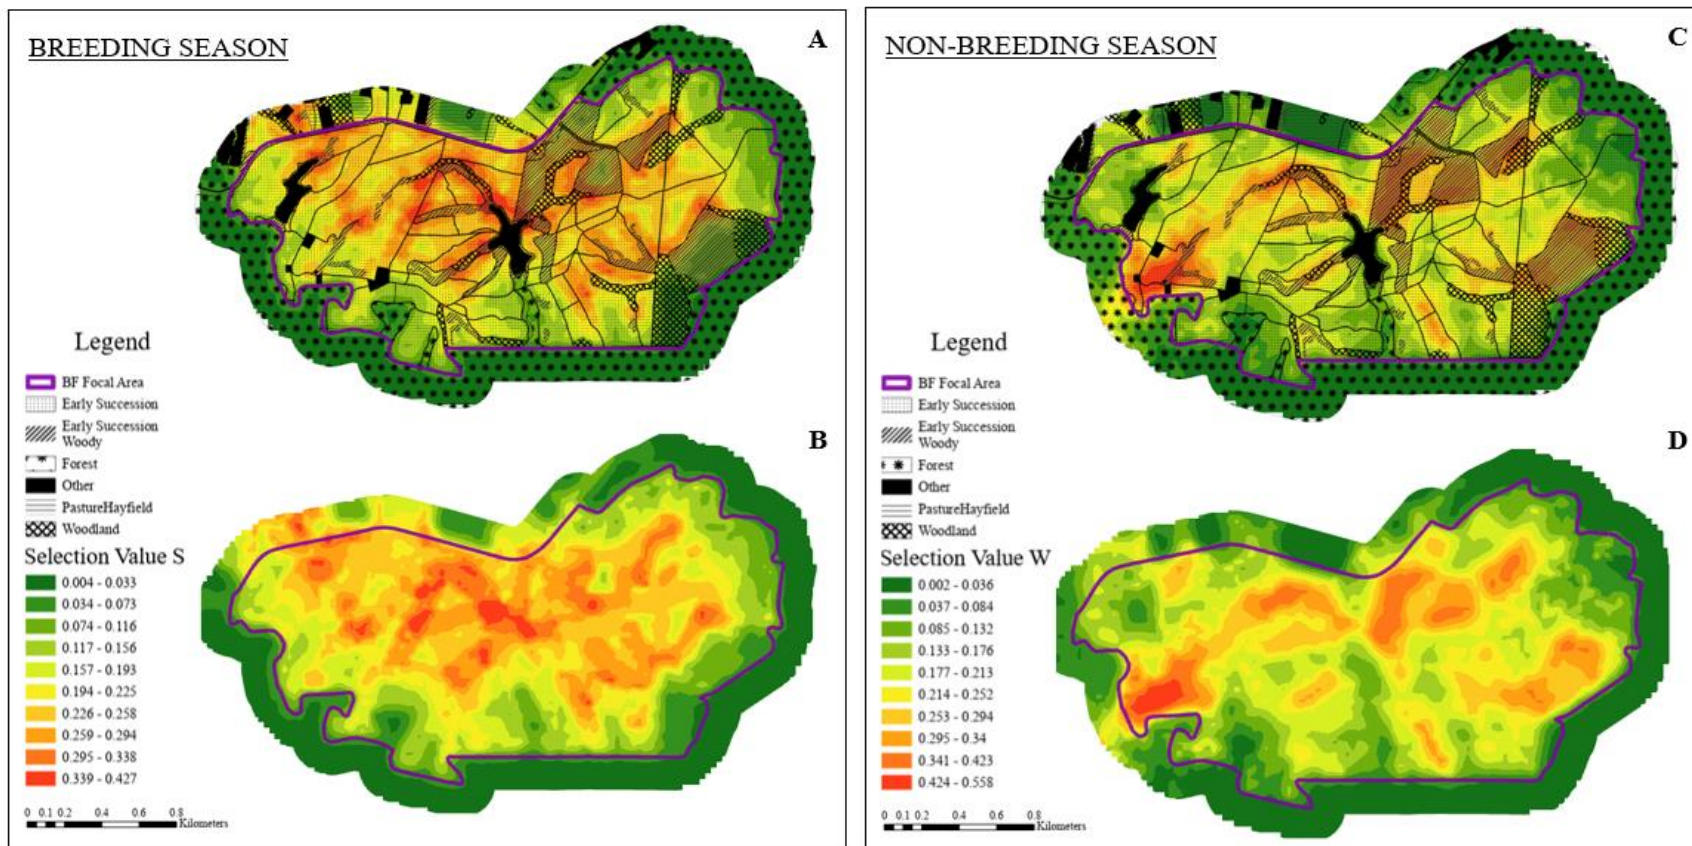 BREEDING SEASON
A
Legend
BF Focal Area
Early Succession
Early Succession
Woody
Forest
Other
PastureHayfield
Woodland
B
Selection Value S
0.004 - 0.033
0.034 - 0.073
0.074 - 0.116
0.117 - 0.156
0.157 - 0.193
0.194 - 0.225
0.226 - 0.258
0.259 - 0.294
0.295 - 0.338
0.339 - 0.427
0 0.1 0.2 0.4 0.6 0.8
Kilometers
NON-BREEDING SEASON
C
Legend
BF Focal Area
Early Succession
Early Succession
Woody
Forest
Other
PastureHayfield
Woodland
D
Selection Value W
0.002 - 0.036
0.037 - 0.084
0.085 - 0.132
0.133 - 0.176
0.177 - 0.213
0.214 - 0.252
0.253 - 0.294
0.295 - 0.34
0.341 - 0.423
0.424 - 0.558
0 0.1 0.2 0.4 0.6 0.8
Kilometers